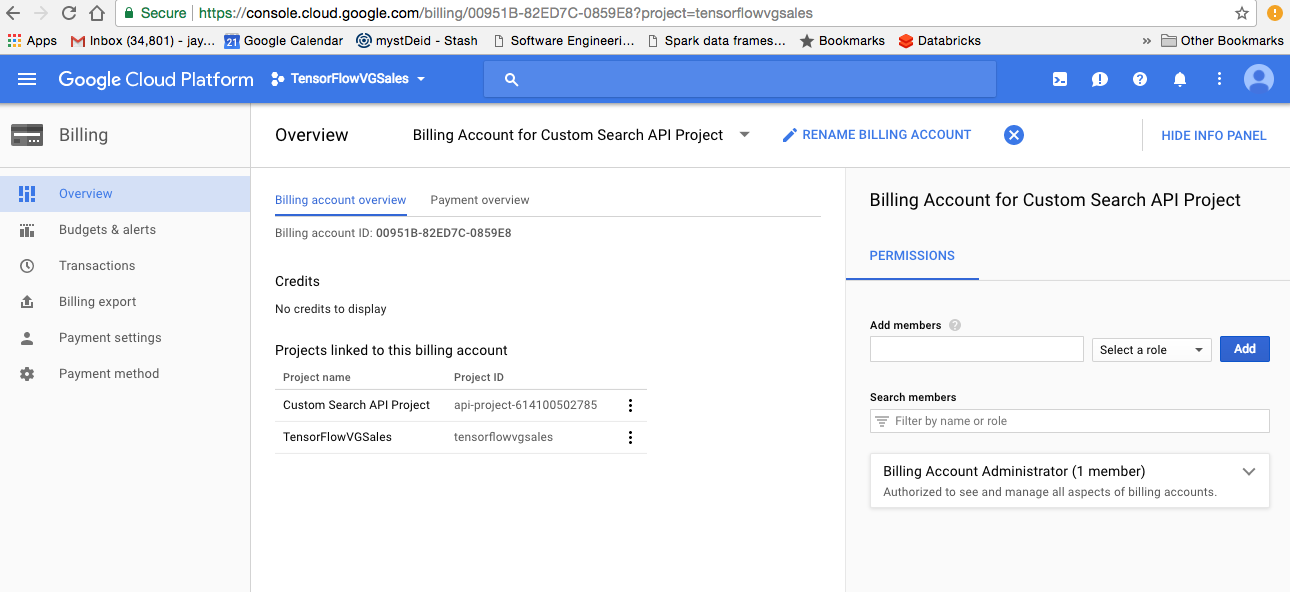 Secure https://console.cloud.google.com/billing/00951B-82ED7C-0859E8?project=tensorflowvgsales
Apps Inbox (34,801) - jay... 21 Google Calendar mystDeid - Stash Software Engineeri... Spark data frames... Bookmarks Databricks » Other Bookmarks
Google Cloud Platform TensorFlowVGSales
Billing Overview Billing Account for Custom Search API Project RENAME BILLING ACCOUNT HIDE INFO PANEL
Overview
Budgets & alerts
Transactions
Billing export
Payment settings
Payment method
Billing account overview Payment overview
Billing account ID: 00951B-82ED7C-0859E8
Credits
No credits to display
Projects linked to this billing account
Project name Project ID
Custom Search API Project api-project-614100502785
TensorFlowVGSales tensorflowvgsales
Billing Account for Custom Search API Project
PERMISSIONS
Add members ?
Select a role Add
Search members
Filter by name or role
Billing Account Administrator (1 member)
Authorized to see and manage all aspects of billing accounts.